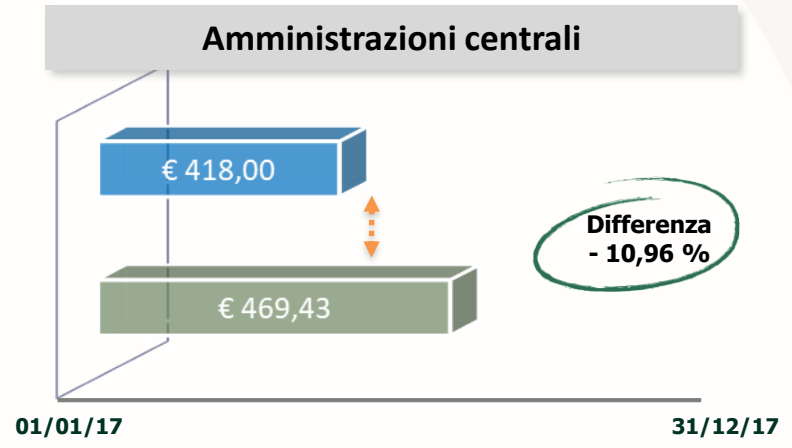 Amministrazioni centrali
€ 418,00
Differenza
- 10,96 %
€ 469,43
01/01/17
31/12/17